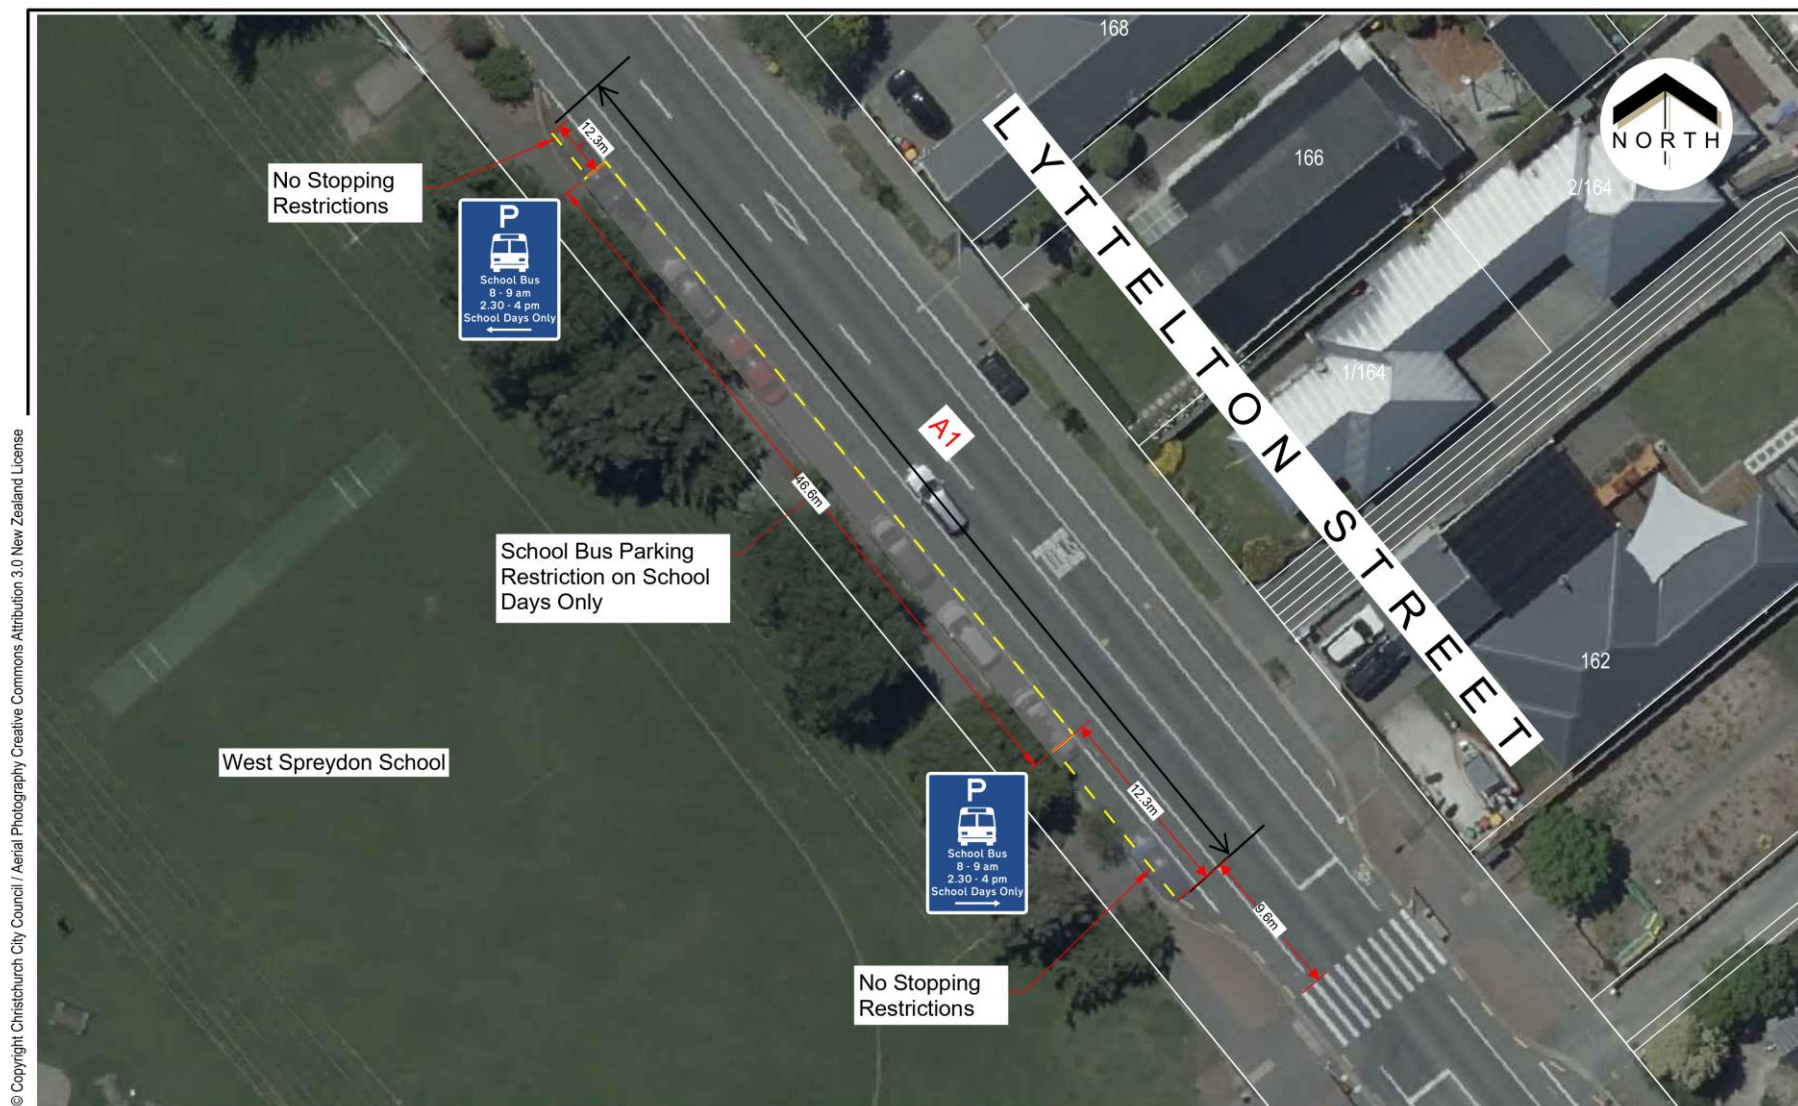 168
166
2/164
NORTH
LYTTELTON STREET
1/164
162
12.3m
No Stopping
Restrictions
P
School Bus
8 - 9 am
2.30 - 4 pm
School Days Only
A1
46.6m
School Bus Parking
Restriction on School
Days Only
West Spreydon School
P
School Bus
8 - 9 am
2.30 - 4 pm
School Days Only
12.3m
9.6m
No Stopping
Restrictions
© Copyright Christchurch City Council / Aerial Photography Creative Commons Attribution 3.0 New Zealand License